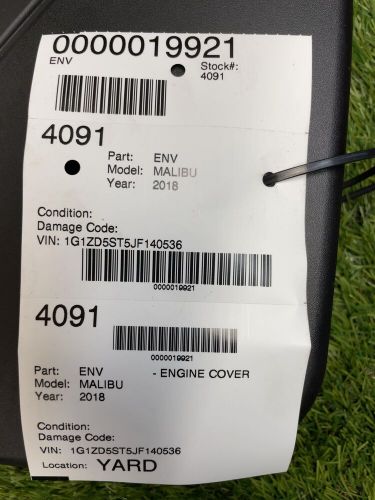 0000019921
ENV Stock#:
4091
4091
Part: ENV
Model: MALIBU
Year: 2018
Condition:
Damage Code:
VIN: 1G1ZD5ST5JF140536
0000019921
4091
0000019921
Part: ENV - ENGINE COVER
Model: MALIBU
Year: 2018
Condition:
Damage Code:
VIN: 1G1ZD5ST5JF140536
Location: YARD